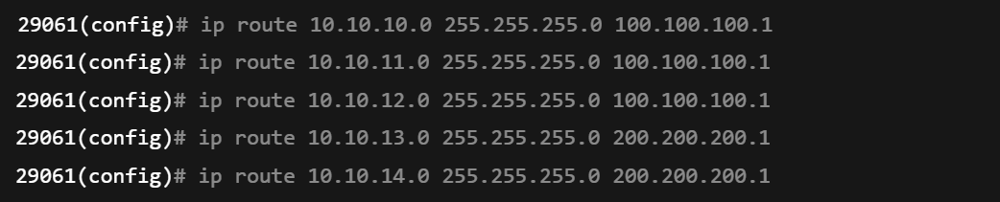 29061(config)# ip route 10.10.10.0 255.255.255.0 100.100.100.1
29061(config)# ip route 10.10.11.0 255.255.255.0 100.100.100.1
29061(config)# ip route 10.10.12.0 255.255.255.0 100.100.100.1
29061(config)# ip route 10.10.13.0 255.255.255.0 200.200.200.1
29061(config)# ip route 10.10.14.0 255.255.255.0 200.200.200.1